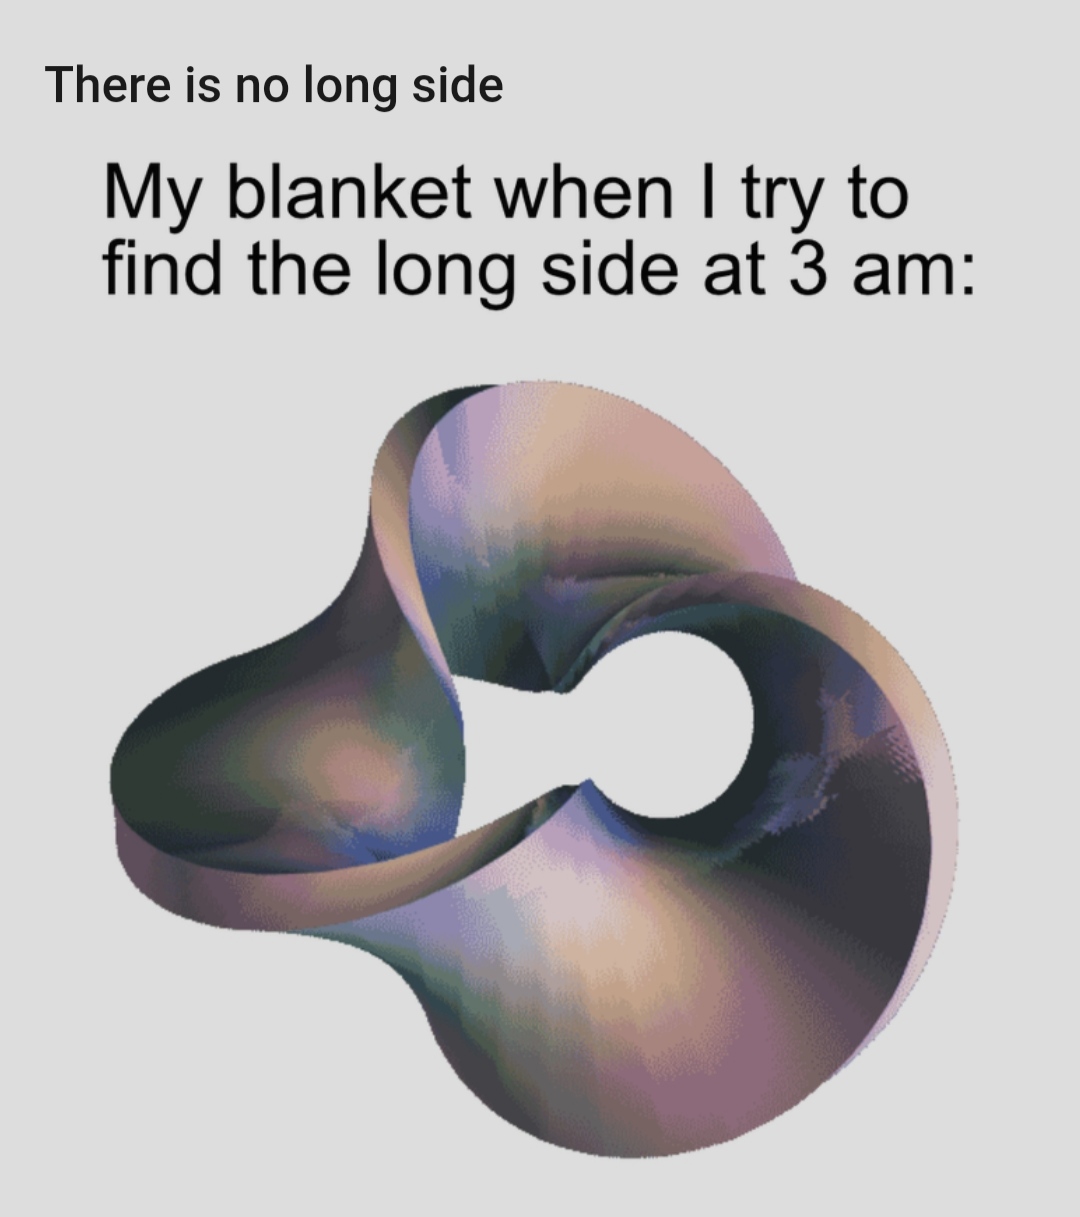 There is no long side
My blanket when I try to
find the long side at 3 am: